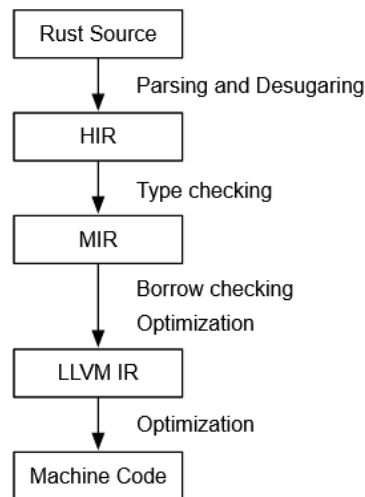 Rust Source
Parsing and Desugaring
HIR
Type checking
MIR
Borrow checking
Optimization
LLVM IR
Optimization
Machine Code